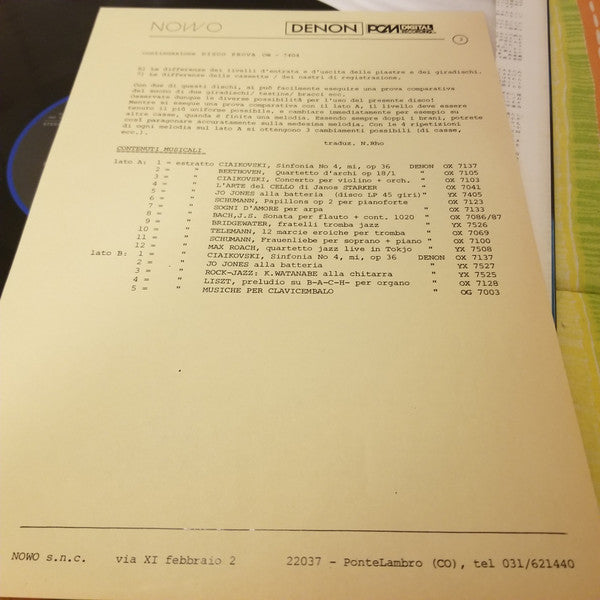 NOWO DENON PCM DIGITAL RECORDING
2
continuazione DISCO PROVA OW - 7404
6) Le differenze dei livelli d'entrata e d'uscita delle piastre e dei giradischi.
7) Le differenze delle cassette / dei nastri di registrazione.
Con due di questi dischi, si può facilmente eseguire una prova comparativa
del suono di due giradischi/ testine/ bracci ecc.
Osservate dunque le diverse possibilità per l'uso del presente disco!
Mentre si esegue una prova comparativa con il lato A, il livello deve essere
tenuto il più uniforme possibile, e cambiare immediatamente per esempio su
altre casse, quando è finita una melodia. Essendo sempre doppi i brani, potrete
così paragonare accuratamente sulla medesima melodia. Con le 4 ripetizioni
di ogni melodia sul lato A si ottengono 3 cambiamenti possibili (di casse,
ecc.).
traduz. N.Rho
CONTENUTI MUSICALI
lato A: 1 = estratto CIAIKOVSKI, Sinfonia No 4, mi, op 36 DENON OX 7137
2 = " BEETHOVEN, Quartetto d'archi op 18/1 " OX 7105
3 = " CIAIKOVSKI, Concerto per violino + orch. " OX 7103
4 = " L'ARTE del CELLO di Janos STARKER " OX 7041
5 = " JO JONES alla batteria (disco LP 45 giri)" YX 7405
6 = " SCHUMANN, Papillons op 2 per pianoforte OX 7123
7 = " SOGNI D'AMORE per arpa " OX 7133
8 = " BACH,J.S. Sonata per flauto + cont. 1020 " OX 7086/87
9 = " BRIDGEWATER, fratelli tromba jazz " YX 7526
10 = " TELEMANN, 12 marcie eroiche per tromba " OX 7069
11 = " SCHUMANN, Frauenliebe per soprano + piano " OX 7100
12 = " MAX ROACH, quartetto jazz live in Tokjo " YX 7508
lato B: 1 = " CIAIKOVSKI, Sinfonia No 4, mi, op 36 DENON OX 7137
2 = " JO JONES alla batteria " YX 7527
3 = " ROCK-JAZZ: K.WATANABE alla chitarra " YX 7525
4 = " LISZT, preludio su B-A-C-H- per organo " OX 7128
5 = " MUSICHE PER CLAVICEMBALO " OG 7003
NOWO s.n.c. via XI febbraio 2 22037 - PonteLambro (CO), tel 031/621440